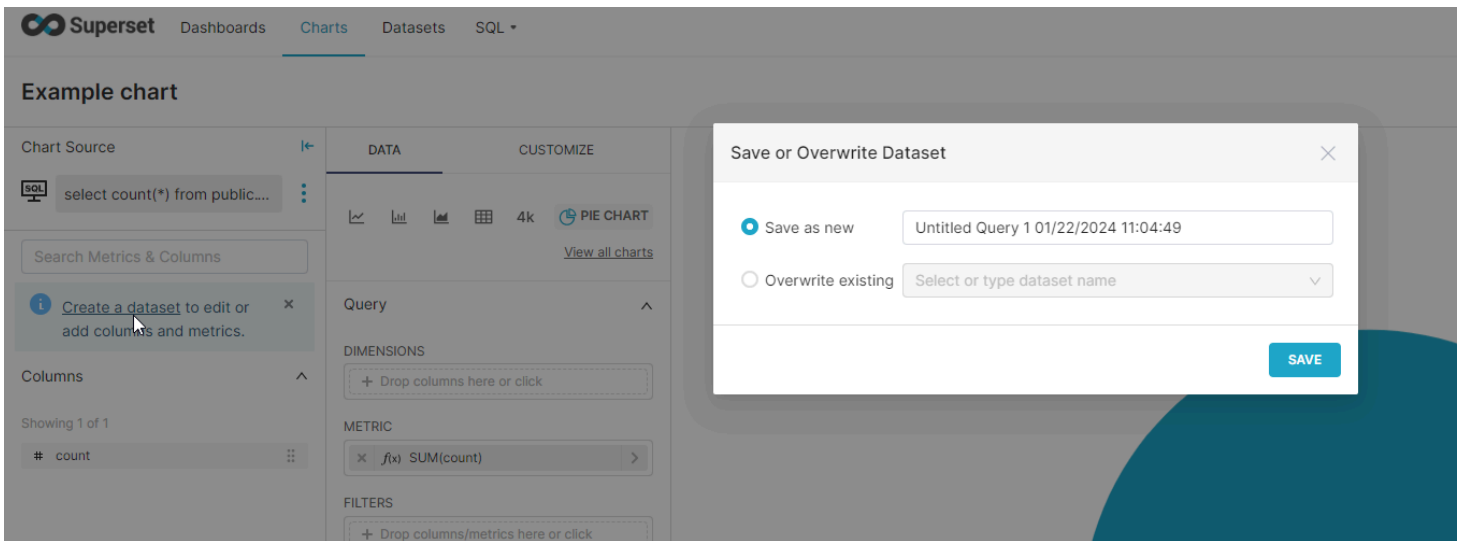 Superset Dashboards Charts Datasets SQL
Example chart
Chart Source
SQL select count(*) from public....
Search Metrics & Columns
Create a dataset to edit or
add columns and metrics.
Columns
Showing 1 of 1
# count
DATA CUSTOMIZE
4k PIE CHART
View all charts
Query
DIMENSIONS
+ Drop columns here or click
METRIC
f(x) SUM(count)
FILTERS
+ Drop columns/metrics here or click
Save or Overwrite Dataset
Save as new Untitled Query 1 01/22/2024 11:04:49
Overwrite existing Select or type dataset name
SAVE